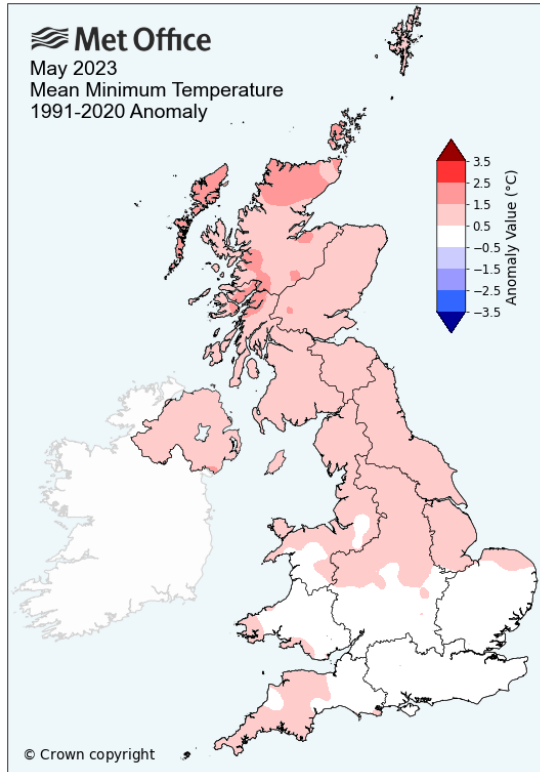 Met Office
May 2023
Mean Minimum Temperature
1991-2020 Anomaly
3.5
2.5
1.5
0.5
−0.5
−1.5
−2.5
−3.5
Anomaly Value (°C)
© Crown copyright